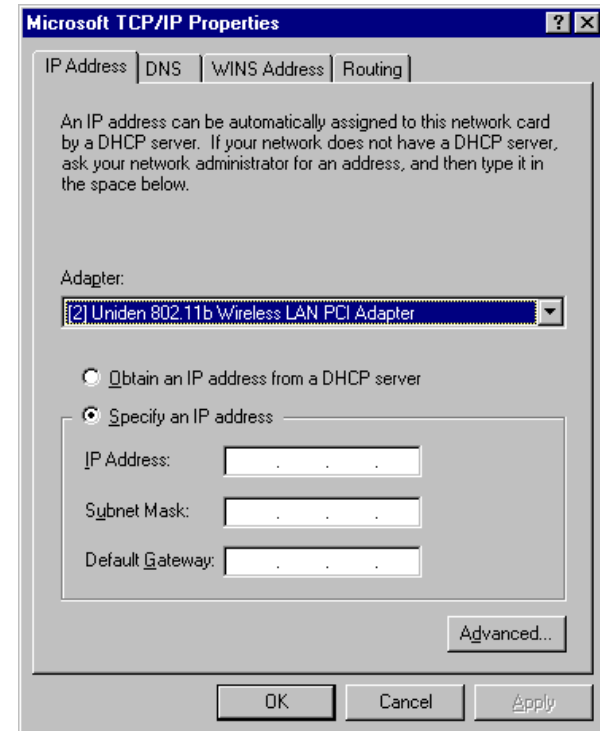 Microsoft TCP/IP Properties
IP Address DNS WINS Address Routing
An IP address can be automatically assigned to this network card
by a DHCP server. If your network does not have a DHCP server,
ask your network administrator for an address, and then type it in
the space below.
Adapter:
[2] Uniden 802.11b Wireless LAN PCI Adapter
Obtain an IP address from a DHCP server
Specify an IP address
IP Address: . . .
Subnet Mask: . . .
Default Gateway: . . .
Advanced...
OK Cancel Apply